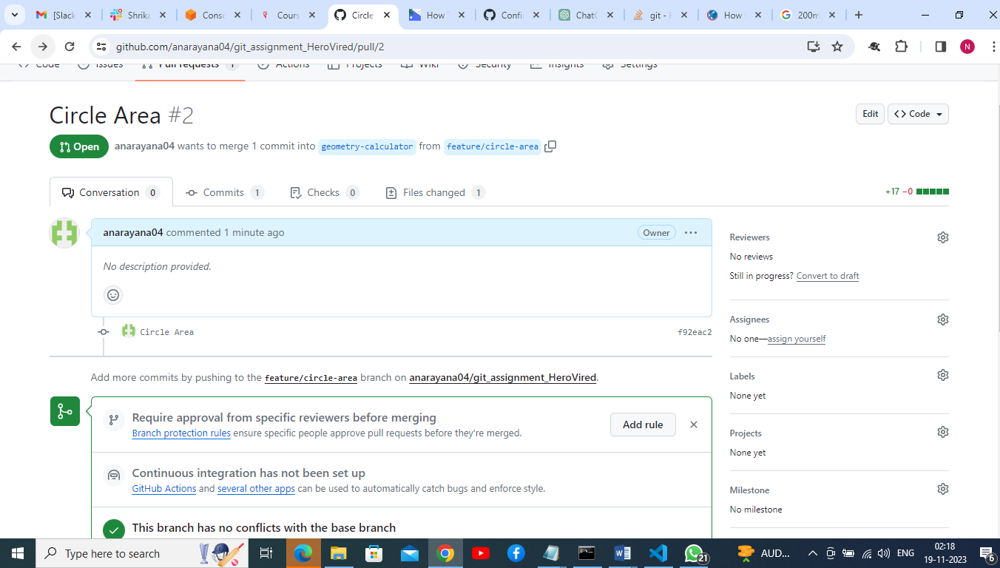 [Slack Shrika Conso Cours Circle How T Confi ChatG git - H How 200m
github.com/anarayana04/git_assignment_HeroVired/pull/2 N
Code Issues Pull requests 1 Actions Projects Wiki Security Insights Settings
Circle Area #2 Edit Code
Open anarayana04 wants to merge 1 commit into geometry-calculator from feature/circle-area
Conversation 0 Commits 1 Checks 0 Files changed 1 +17 −0
anarayana04 commented 1 minute ago Owner
No description provided.
Circle Area f92eac2
Add more commits by pushing to the feature/circle-area branch on anarayana04/git_assignment_HeroVired.
Require approval from specific reviewers before merging
Branch protection rules ensure specific people approve pull requests before they're merged.
Add rule
Continuous integration has not been set up
GitHub Actions and several other apps can be used to automatically catch bugs and enforce style.
This branch has no conflicts with the base branch
Reviewers
No reviews
Still in progress? Convert to draft
Assignees
No one—assign yourself
Labels
None yet
Projects
None yet
Milestone
No milestone
Type here to search 21 AUD... ENG 02:18
19-11-2023 6